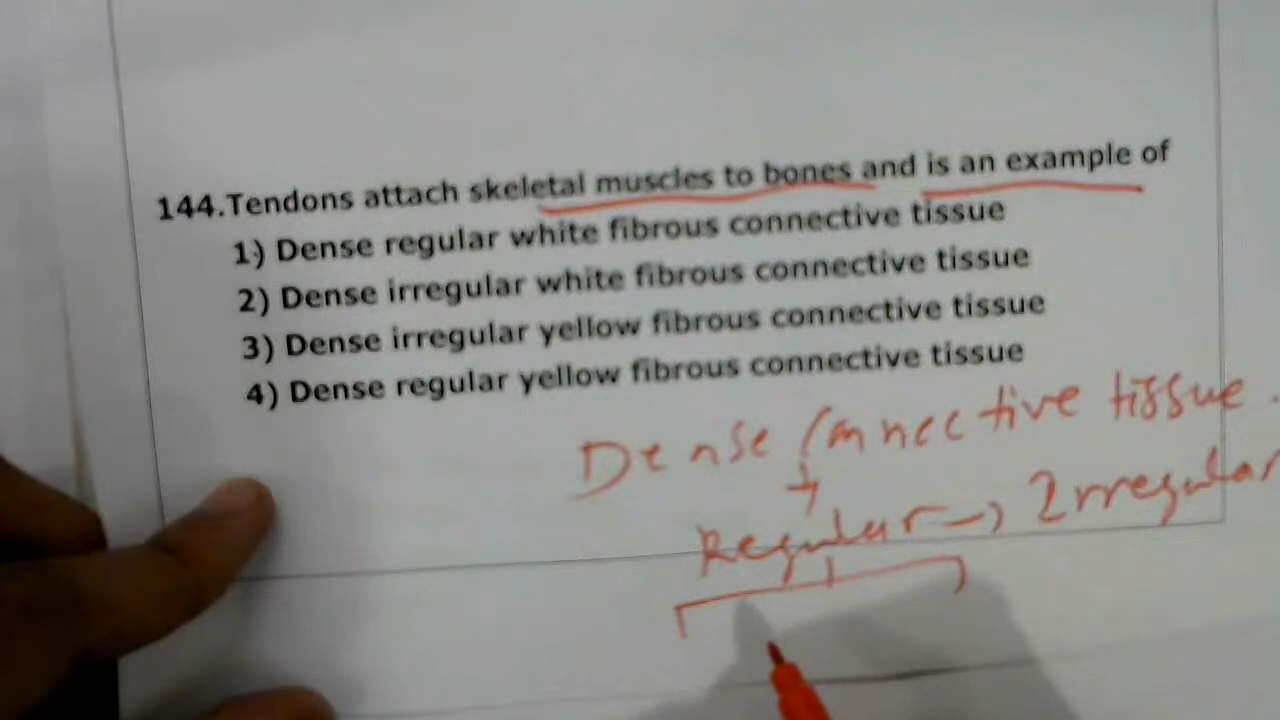 144.Tendons attach skeletal muscles to bones and is an example of
1) Dense regular white fibrous connective tissue
2) Dense irregular white fibrous connective tissue
3) Dense irregular yellow fibrous connective tissue
4) Dense regular yellow fibrous connective tissue
Dense Connective tissue.
Regular → Irregular